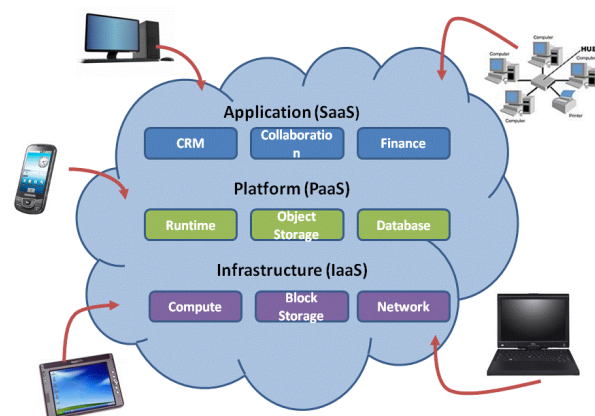 HUB
Computer
Computer
Computer
Computer
Printer
Application (SaaS)
CRM
Collaboratio
n
Finance
Platform (PaaS)
Runtime
Object
Storage
Database
Infrastructure (IaaS)
Compute
Block
Storage
Network